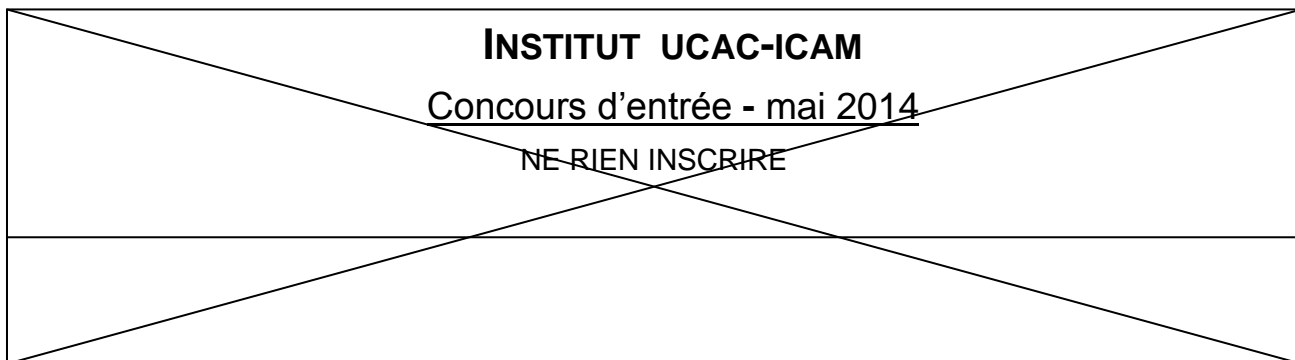 INSTITUT UCAC-ICAM
Concours d'entrée - mai 2014
NE RIEN INSCRIRE